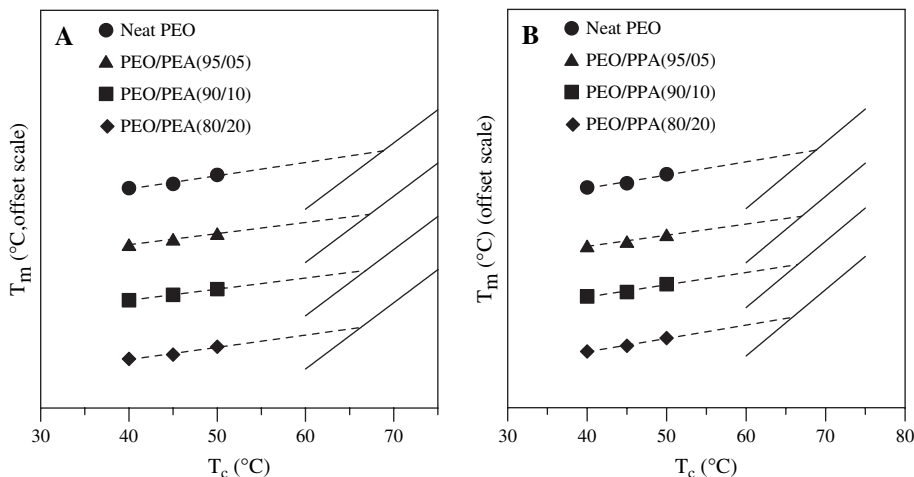 A
Neat PEO
PEO/PEA(95/05)
PEO/PEA(90/10)
PEO/PEA(80/20)
Tm (°C,offset scale)
30 40 50 60 70
Tc (°C)
B
Neat PEO
PEO/PPA(95/05)
PEO/PPA(90/10)
PEO/PPA(80/20)
Tm (°C) (offset scale)
30 40 50 60 70 80
Tc (°C)